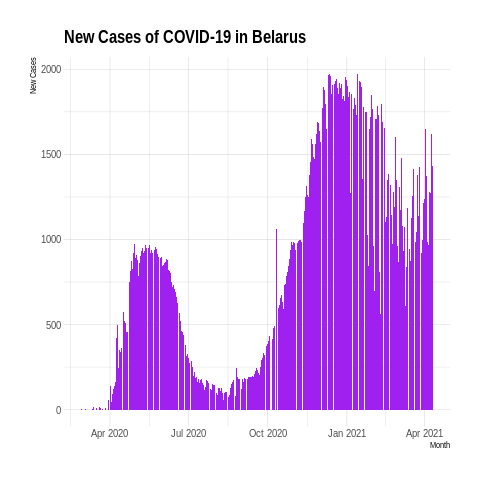 New Cases of COVID-19 in Belarus
New Cases
2000
1500
1000
500
0
Apr 2020 Jul 2020 Oct 2020 Jan 2021 Apr 2021
Month